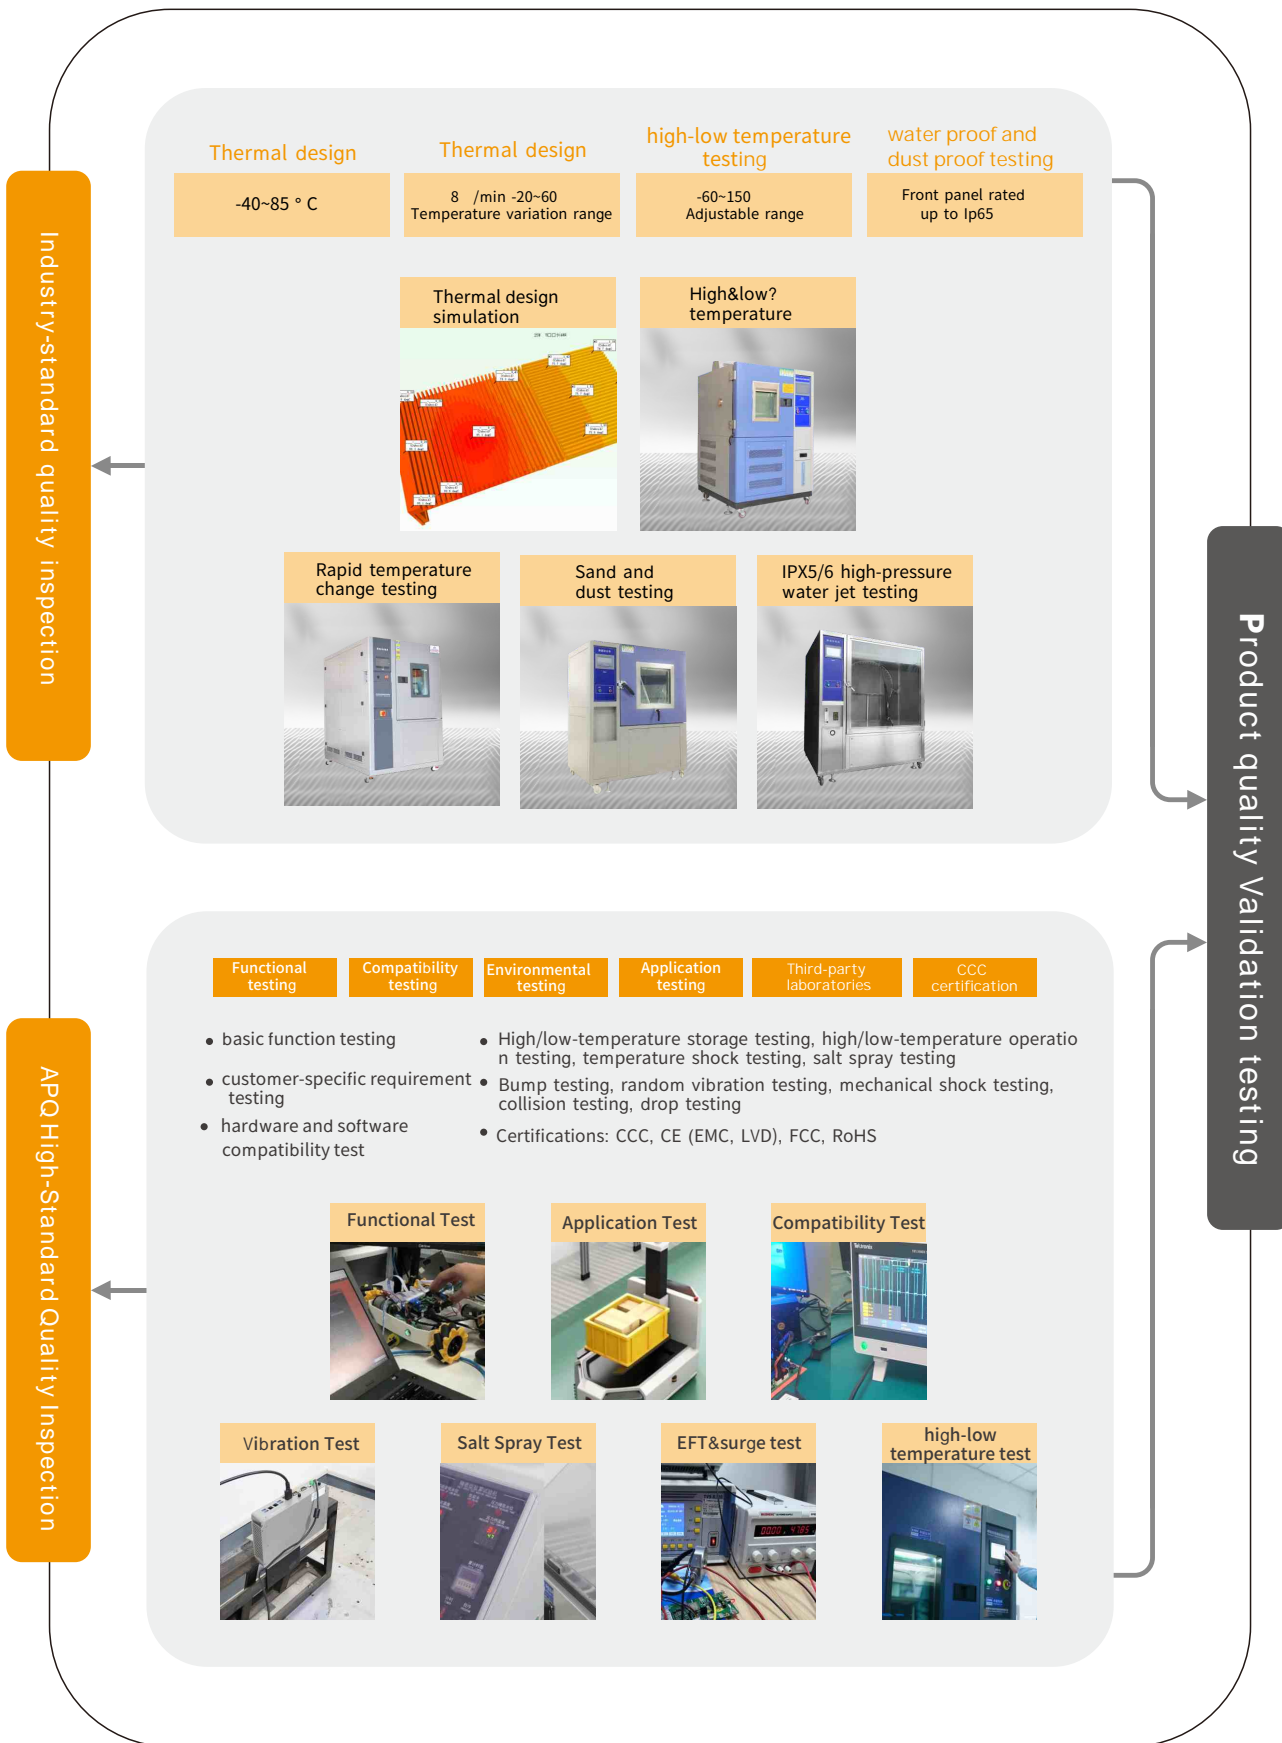 Thermal design
Thermal design
high-low temperature
testing
water proof and
dust proof testing
-40~85 ° C
8 /min -20~60
Temperature variation range
-60~150
Adjustable range
Front panel rated
up to Ip65
Industry-standard quality inspection
Thermal design
simulation
High&low?
temperature
Rapid temperature
change testing
Sand and
dust testing
IPX5/6 high-pressure
water jet testing
Product quality Validation testing
Functional
testing
Compatibility
testing
Environmental
testing
Application
testing
Third-party
laboratories
CCC
certification
• basic function testing
• customer-specific requirement
testing
• hardware and software
compatibility test
• High/low-temperature storage testing, high/low-temperature operatio
n testing, temperature shock testing, salt spray testing
• Bump testing, random vibration testing, mechanical shock testing,
collision testing, drop testing
• Certifications: CCC, CE (EMC, LVD), FCC, RoHS
APQ High-Standard Quality Inspection
Functional Test
Application Test
Compatibility Test
Tektronix
Vibration Test
Salt Spray Test
EFT&surge test
high-low
temperature test